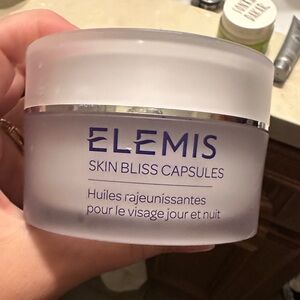 ELEMIS
SKIN BLISS CAPSULES
Huiles rajeunissantes
pour le visage jour et nuit